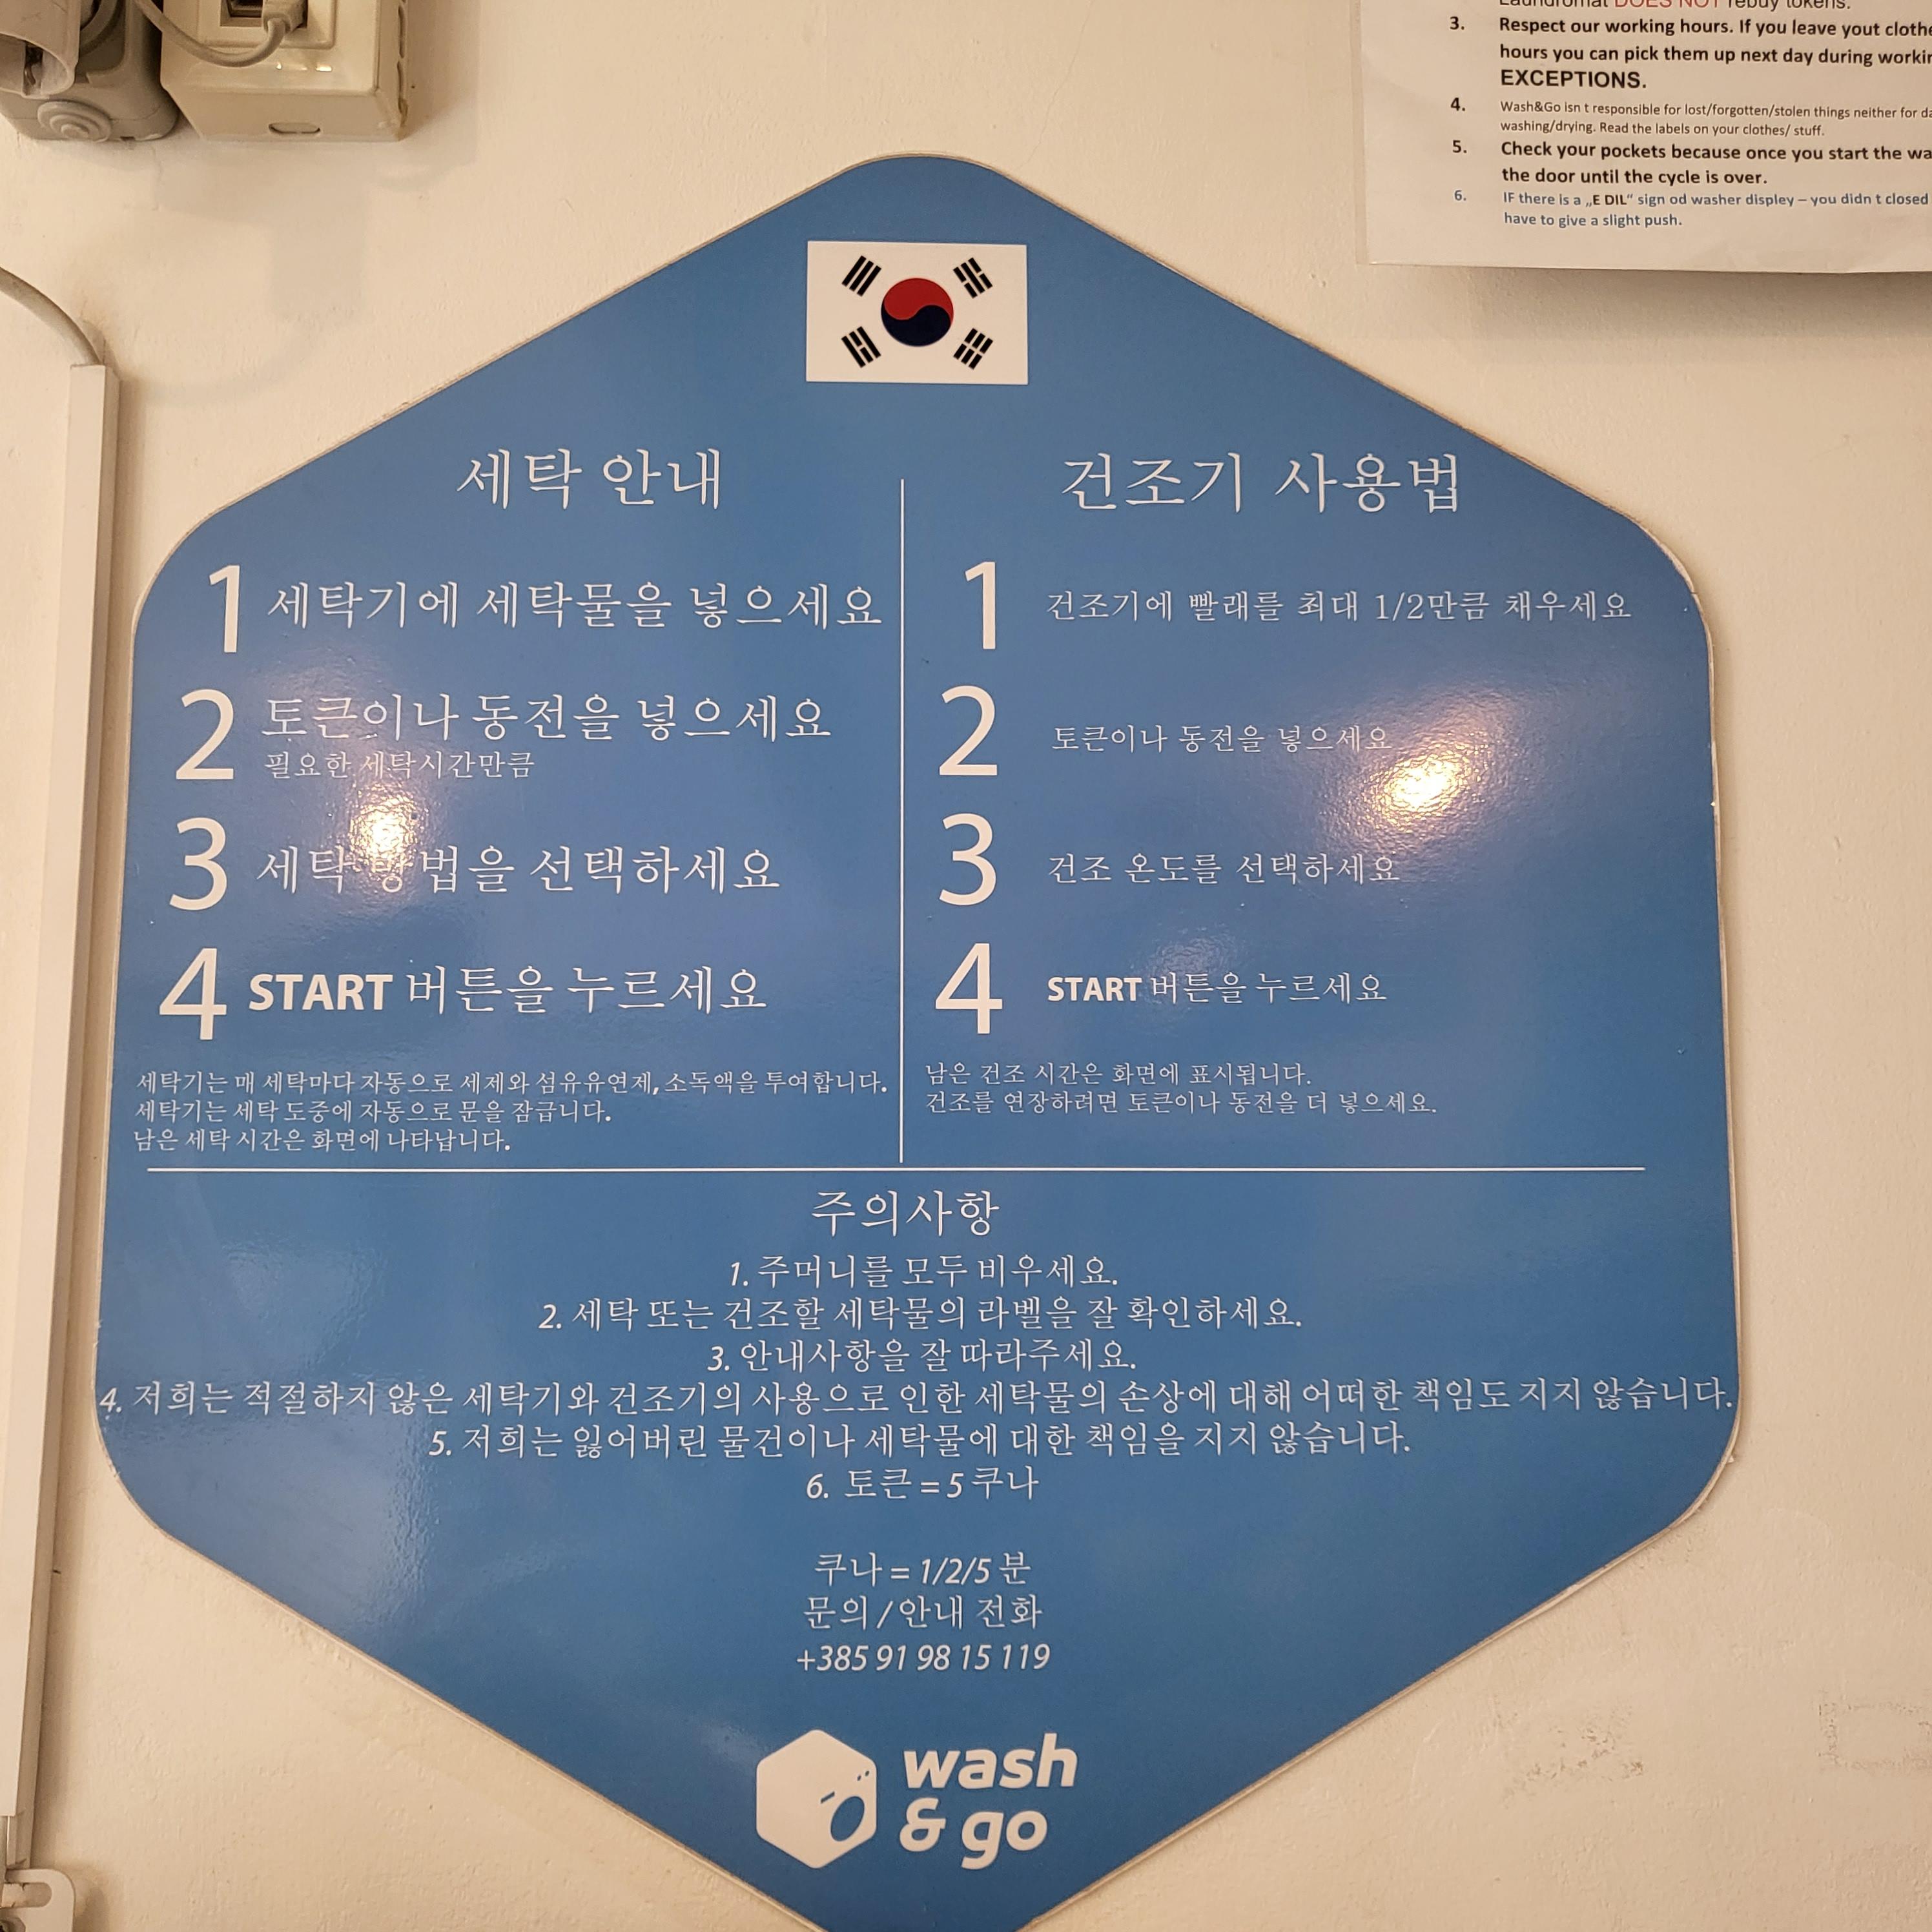 Laundromat DOES NOT rebuy tokens.
3. Respect our working hours. If you leave yout clothe
hours you can pick them up next day during workin
EXCEPTIONS.
4. Wash&Go isn t responsible for lost/forgotten/stolen things neither for da
washing/drying. Read the labels on your clothes/ stuff.
5. Check your pockets because once you start the wa
the door until the cycle is over.
6. IF there is a „E DIL“ sign od washer displey – you didn t closed
have to give a slight push.
세탁 안내
1 세탁기에 세탁물을 넣으세요
2 토큰이나 동전을 넣으세요
필요한 세탁시간만큼
3 세탁 방법을 선택하세요
4 START 버튼을 누르세요
세탁기는 매 세탁마다 자동으로 세제와 섬유유연제, 소독액을 투여합니다.
세탁기는 세탁 도중에 자동으로 문을 잠급니다.
남은 세탁 시간은 화면에 나타납니다.
건조기 사용법
1 건조기에 빨래를 최대 1/2만큼 채우세요
2 토큰이나 동전을 넣으세요
3 건조 온도를 선택하세요
4 START 버튼을 누르세요
남은 건조 시간은 화면에 표시됩니다.
건조를 연장하려면 토큰이나 동전을 더 넣으세요.
주의사항
1. 주머니를 모두 비우세요.
2. 세탁 또는 건조할 세탁물의 라벨을 잘 확인하세요.
3. 안내사항을 잘 따라주세요.
4. 저희는 적절하지 않은 세탁기와 건조기의 사용으로 인한 세탁물의 손상에 대해 어떠한 책임도 지지 않습니다.
5. 저희는 잃어버린 물건이나 세탁물에 대한 책임을 지지 않습니다.
6. 토큰 = 5 쿠나
쿠나 = 1/2/5 분
문의 / 안내 전화
+385 91 98 15 119
wash
& go